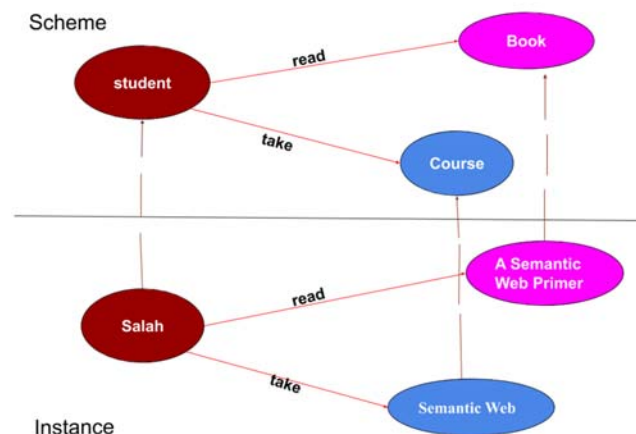 Scheme
Book
read
student
take
Course
A Semantic
Web Primer
read
Salah
take
Semantic Web
Instance